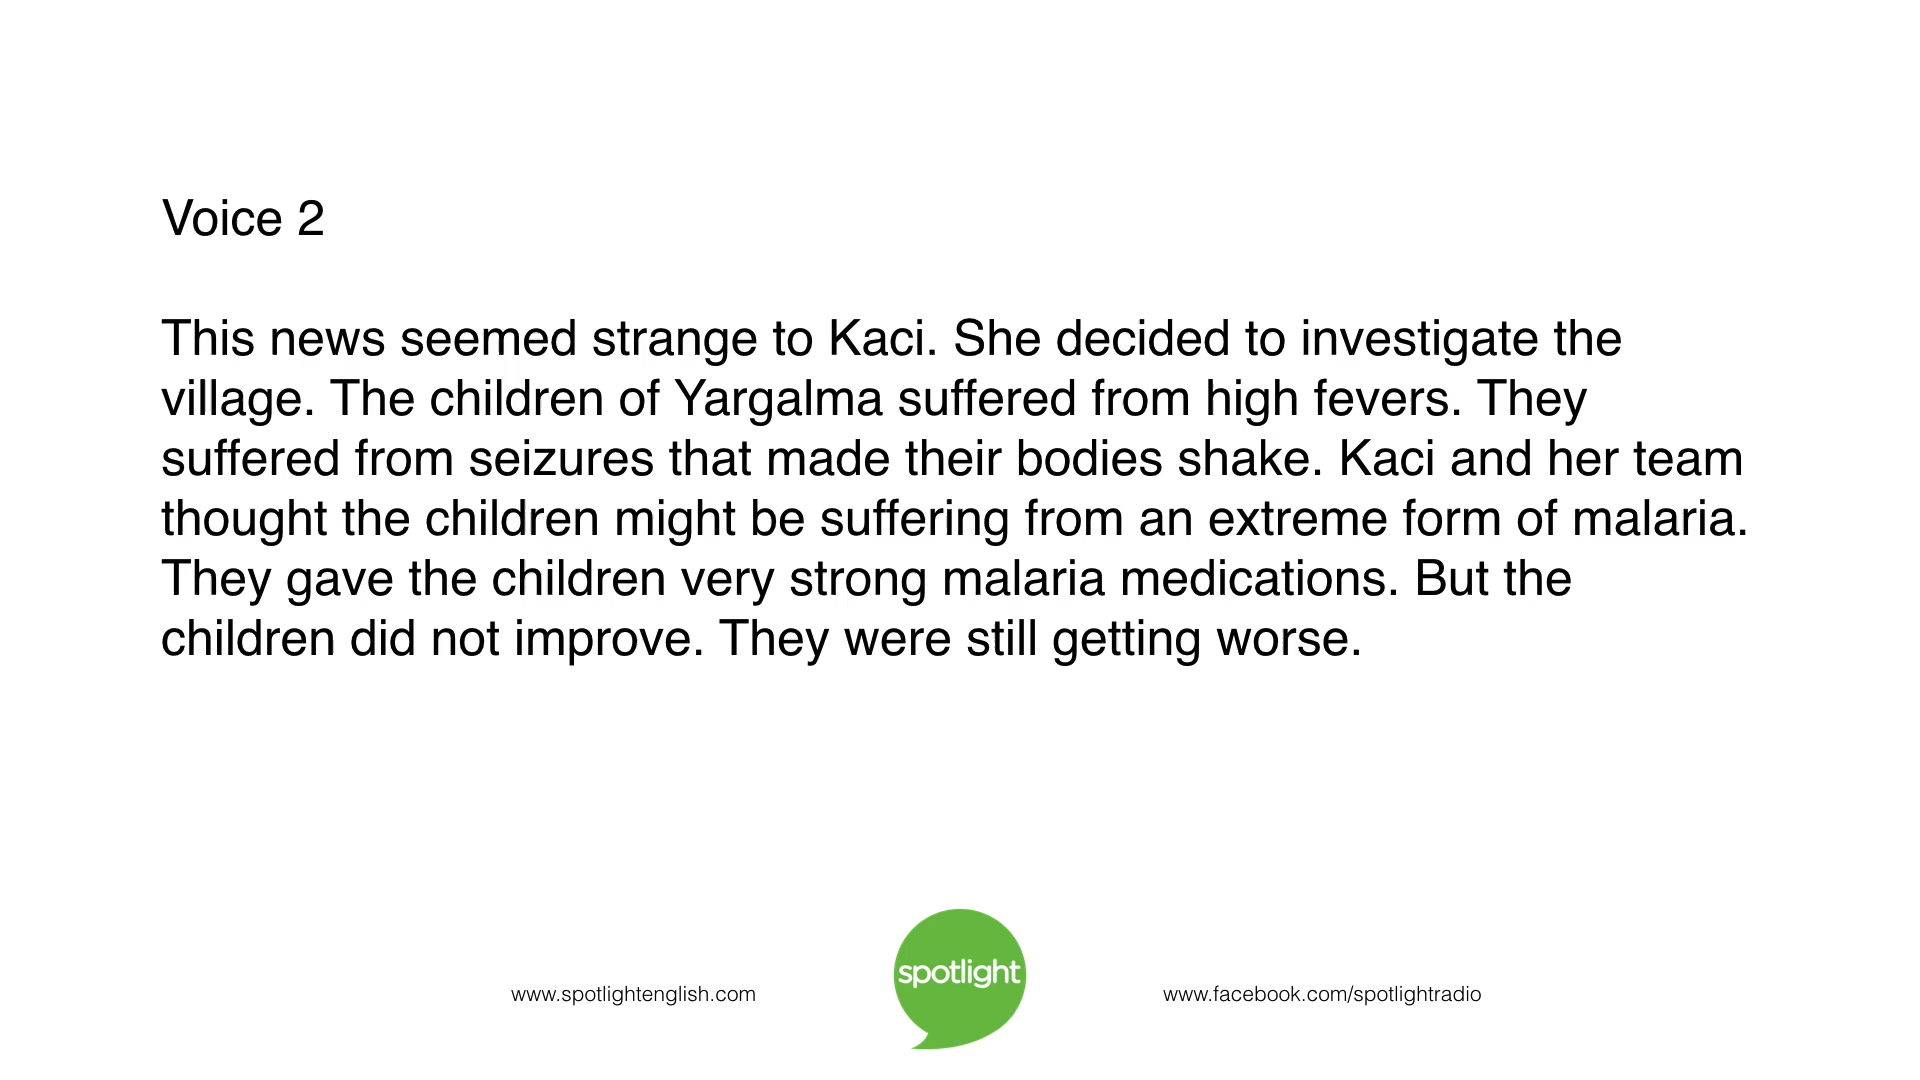 Voice 2
This news seemed strange to Kaci. She decided to investigate the
village. The children of Yargalma suffered from high fevers. They
suffered from seizures that made their bodies shake. Kaci and her team
thought the children might be suffering from an extreme form of malaria.
They gave the children very strong malaria medications. But the
children did not improve. They were still getting worse.
www.spotlightenglish.com
spotlight
www.facebook.com/spotlightradio